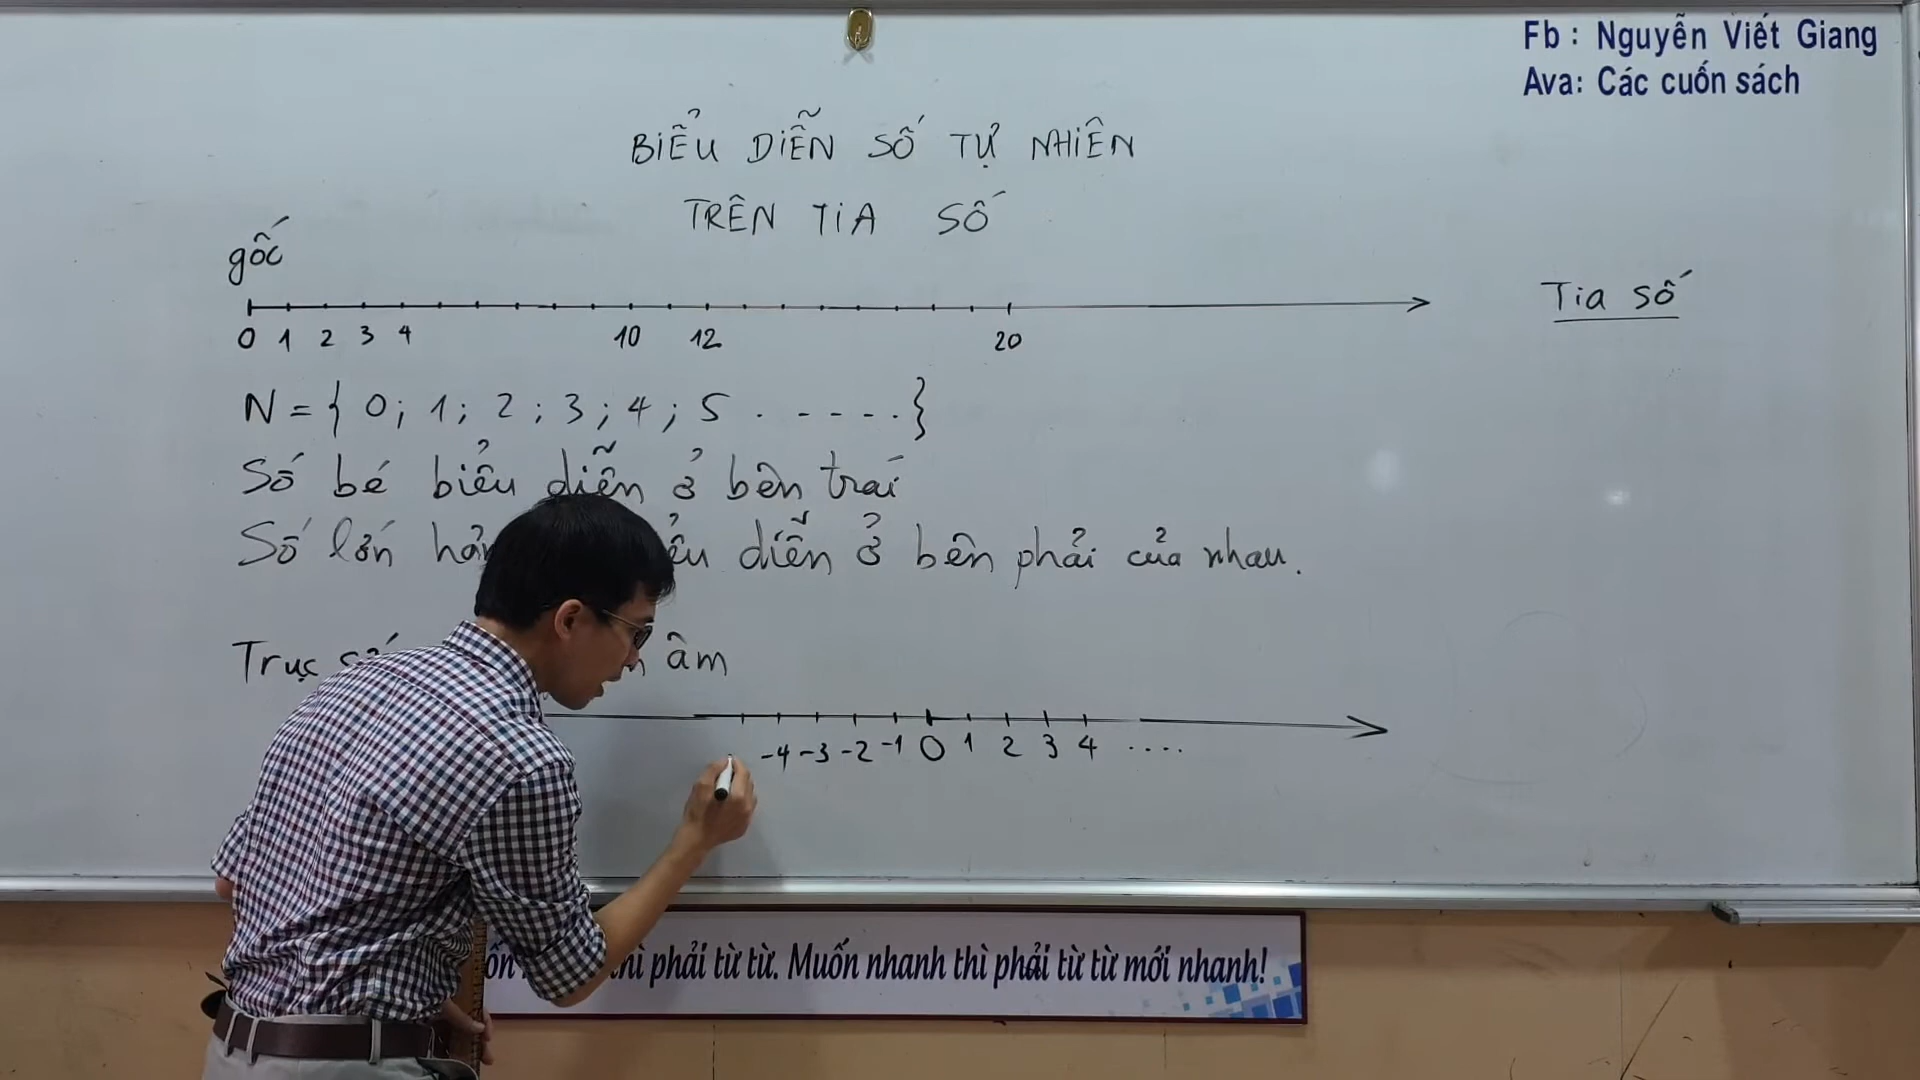 Fb : Nguyễn Viết Giang
Ava: Các cuốn sách
BIỂU DIỄN SỐ TỰ NHIÊN
TRÊN TIA SỐ
gốc
Tia số
0 1 2 3 4 10 12 20
N = { 0; 1; 2; 3; 4; 5 . - - - - . }
Số bé biểu diễn ở bên trái
Số lớn diễn ở bên phải của nhau.
Trục âm
-4 -3 -2 -1 0 1 2 3 4 ....
phải từ từ. Muốn nhanh thì phải từ từ mới nhanh!